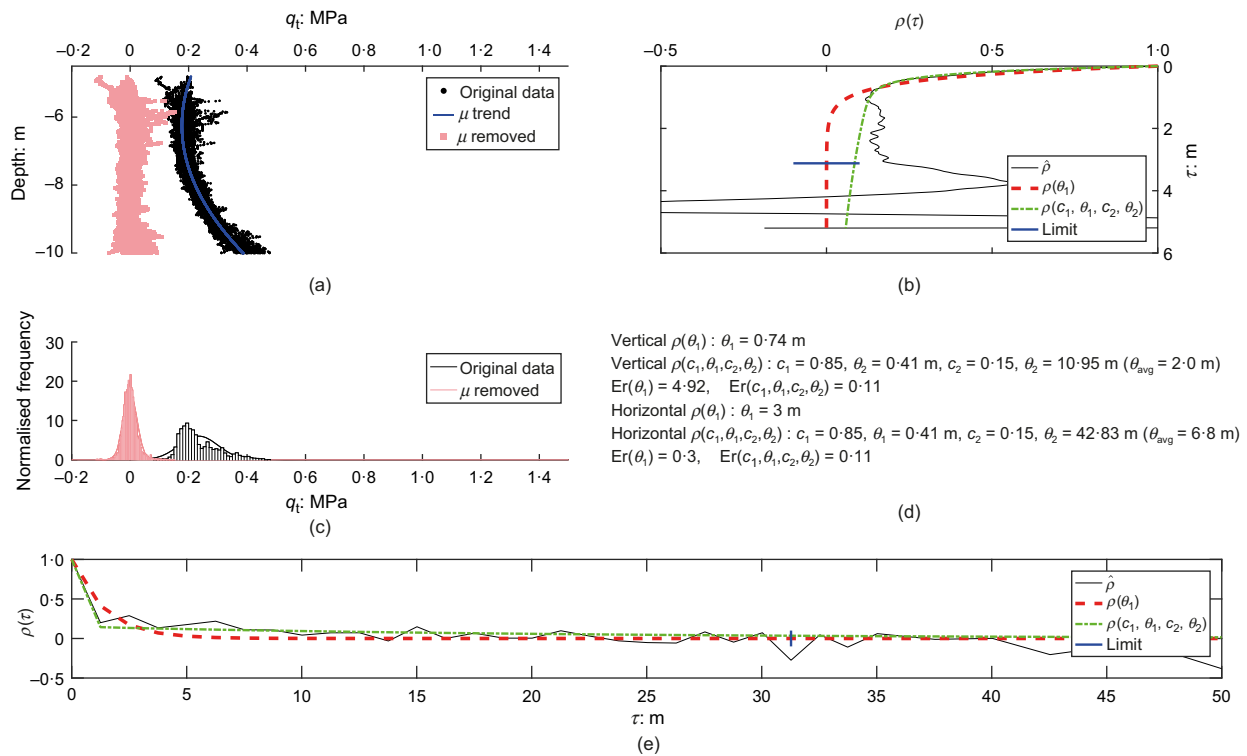 qt: MPa
–0·2 0 0·2 0·4 0·6 0·8 1·0 1·2 1·4
Depth: m
–6
–8
–10
Original data
μ trend
μ removed
(a)
ρ(τ)
–0·5 0 0·5 1·0
0
2
4
6
τ: m
ρ̂
ρ(θ1)
ρ(c1, θ1, c2, θ2)
Limit
(b)
Normalised frequency
30
20
10
0
Original data
μ removed
–0·2 0 0·2 0·4 0·6 0·8 1·0 1·2 1·4
qt: MPa
(c)
Vertical ρ(θ1) : θ1 = 0·74 m
Vertical ρ(c1,θ1,c2,θ2) : c1 = 0·85, θ2 = 0·41 m, c2 = 0·15, θ2 = 10·95 m (θavg = 2·0 m)
Er(θ1) = 4·92, Er(c1,θ1,c2,θ2) = 0·11
Horizontal ρ(θ1) : θ1 = 3 m
Horizontal ρ(c1,θ1,c2,θ2) : c1 = 0·85, θ1 = 0·41 m, c2 = 0·15, θ2 = 42·83 m (θavg = 6·8 m)
Er(θ1) = 0·3, Er(c1,θ1,c2,θ2) = 0·11
(d)
ρ(τ)
1·0
0·5
0
–0·5
ρ̂
ρ(θ1)
ρ(c1, θ1, c2, θ2)
Limit
0 5 10 15 20 25 30 35 40 45 50
τ: m
(e)